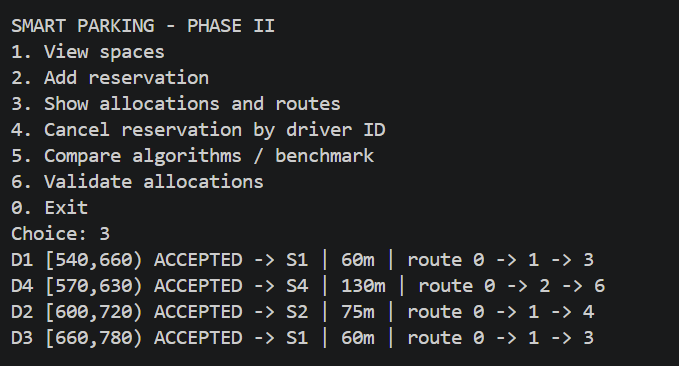 SMART PARKING - PHASE II
1. View spaces
2. Add reservation
3. Show allocations and routes
4. Cancel reservation by driver ID
5. Compare algorithms / benchmark
6. Validate allocations
0. Exit
Choice: 3
D1 [540,660) ACCEPTED -> S1 | 60m | route 0 -> 1 -> 3
D4 [570,630) ACCEPTED -> S4 | 130m | route 0 -> 2 -> 6
D2 [600,720) ACCEPTED -> S2 | 75m | route 0 -> 1 -> 4
D3 [660,780) ACCEPTED -> S1 | 60m | route 0 -> 1 -> 3